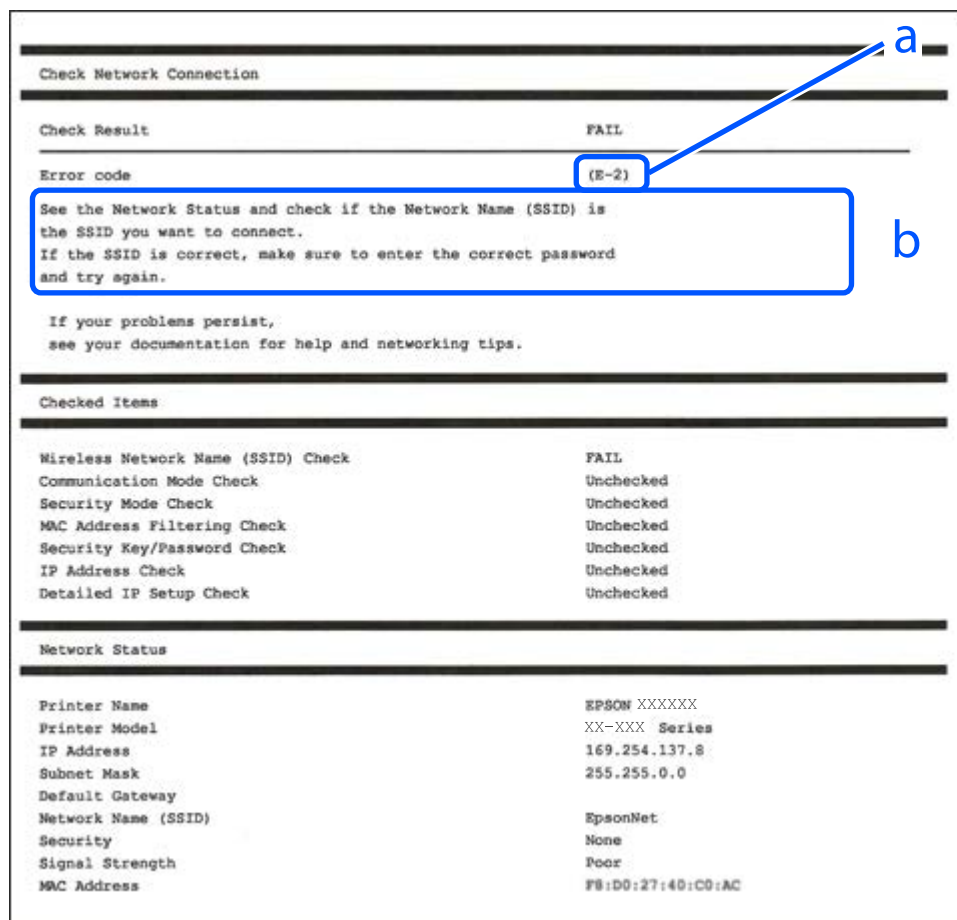 a
Check Network Connection
Check Result FAIL
Error code (E-2)
See the Network Status and check if the Network Name (SSID) is
the SSID you want to connect.
If the SSID is correct, make sure to enter the correct password
and try again.
b
If your problems persist,
see your documentation for help and networking tips.
Checked Items
Wireless Network Name (SSID) Check FAIL
Communication Mode Check Unchecked
Security Mode Check Unchecked
MAC Address Filtering Check Unchecked
Security Key/Password Check Unchecked
IP Address Check Unchecked
Detailed IP Setup Check Unchecked
Network Status
Printer Name EPSON XXXXXX
Printer Model XX-XXX Series
IP Address 169.254.137.8
Subnet Mask 255.255.0.0
Default Gateway
Network Name (SSID) EpsonNet
Security None
Signal Strength Poor
MAC Address F8:D0:27:40:C0:AC